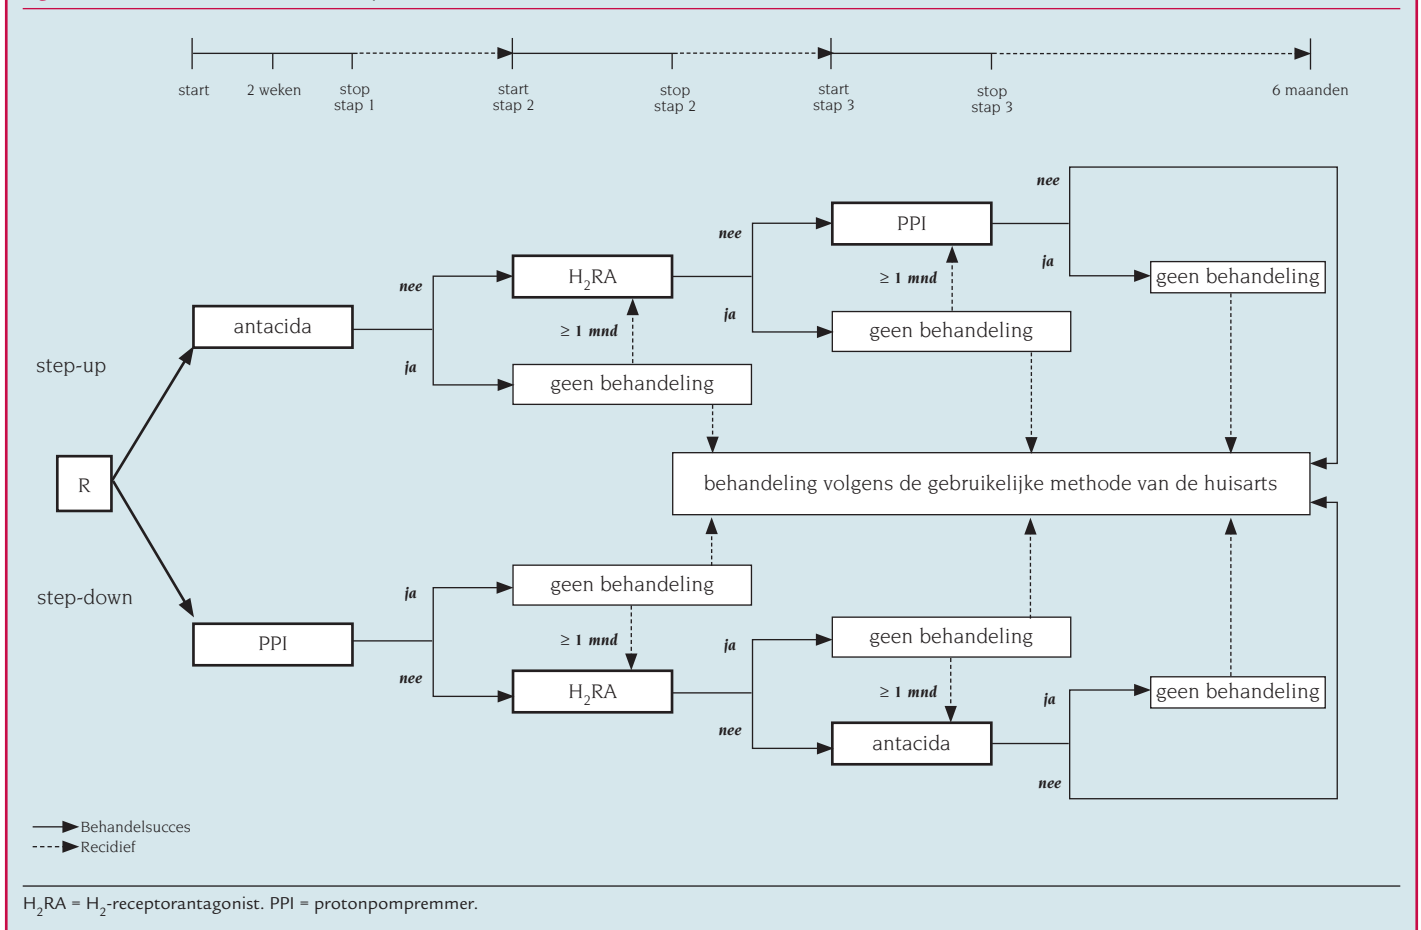 start
2 weken
stop
stap 1
start
stap 2
stop
stap 2
start
stap 3
stop
stap 3
6 maanden
nee
PPI
nee
ja
geen behandeling
≥ 1 mnd
H₂RA
nee
ja
geen behandeling
≥ 1 mnd
antacida
step-up
ja
geen behandeling
R
behandeling volgens de gebruikelijke methode van de huisarts
step-down
ja
geen behandeling
PPI
≥ 1 mnd
ja
geen behandeling
nee
H₂RA
≥ 1 mnd
ja
geen behandeling
nee
antacida
nee
Behandelsucces
Recidief
H₂RA = H₂-receptorantagonist. PPI = protonpompremmer.